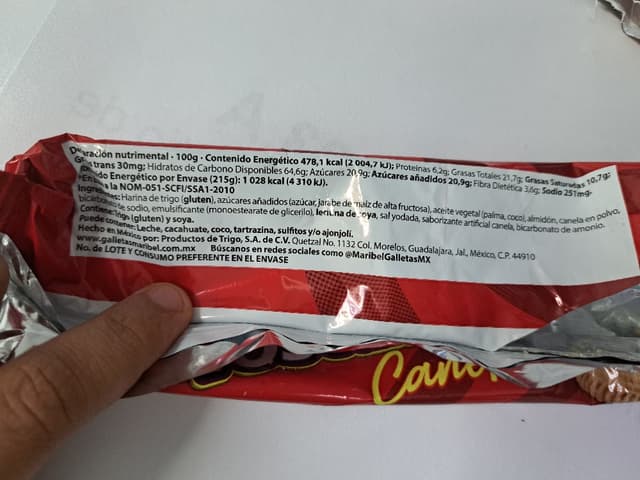 Declaración nutrimental · 100g · Contenido Energético 478,1 kcal (2 004,7 kJ); Proteínas 6,2g; Grasas Totales 21,7g; Grasas Saturadas 10,7g;
trans 30mg; Hidratos de Carbono Disponibles 64,6g; Azúcares 20,9g; Azúcares añadidos 20,9g; Fibra Dietética 3,6g; Sodio 251mg.
Energético por Envase (215g): 1 028 kcal (4 310 kJ).
a la NOM-051-SCFI/SSA1-2010
Harina de trigo (gluten), azúcares añadidos (azúcar, jarabe de maíz de alta fructosa), aceite vegetal (palma, coco), almidón, canela en polvo,
de sodio, emulsificante (monoestearate de glicerilo), lecitina de soya, sal yodada, saborizante artificial canela, bicarbonato de amonio.
Contiene: (gluten) y soya.
Puede contener: Leche, cacahuate, coco, tartrazina, sulfitos y/o ajonjolí.
Hecho en México por: Productos de Trigo, S.A. de C.V. Quetzal No. 1132 Col. Morelos, Guadalajara, Jal., México, C.P. 44910
www.galletasmaribel.com.mx Búscanos en redes sociales como @MaribelGalletasMX
No. de LOTE Y CONSUMO PREFERENTE EN EL ENVASE